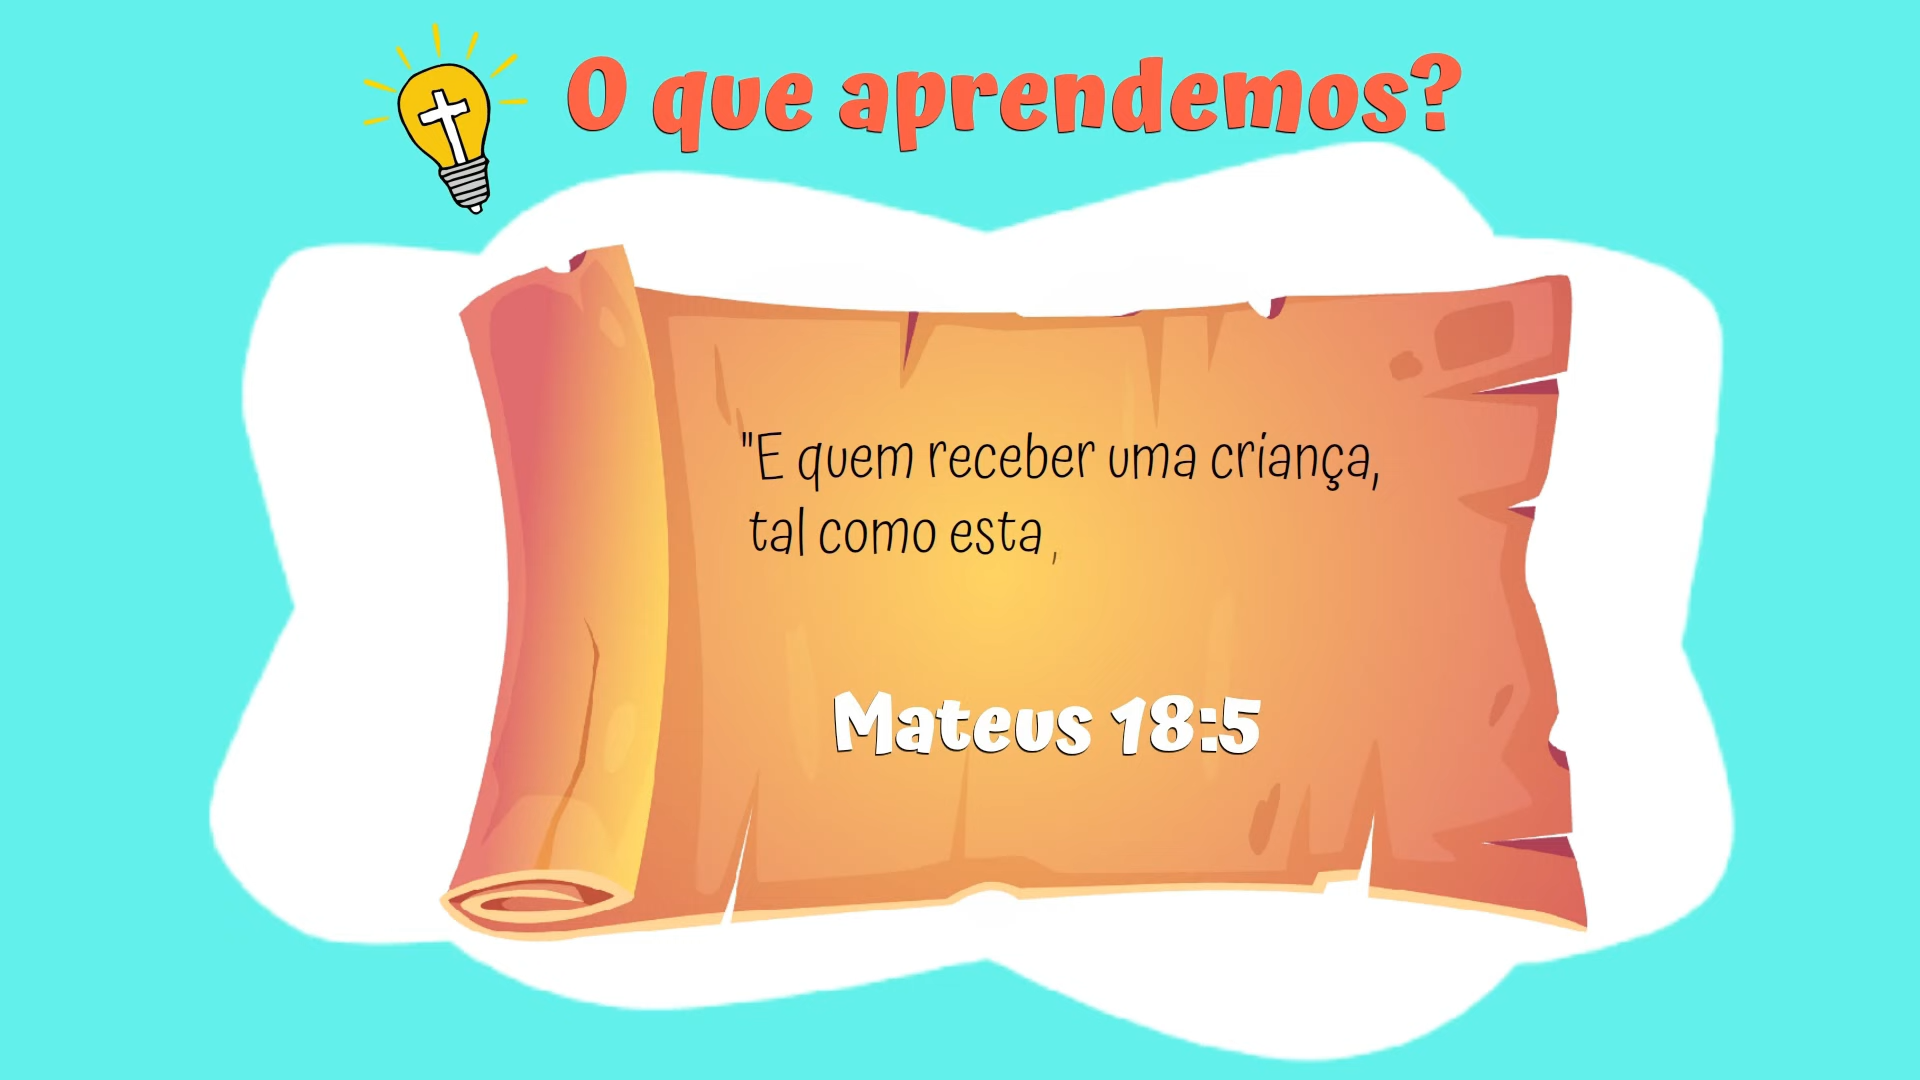 O que aprendemos?
"E quem receber uma criança,
tal como esta,
Mateus 18:5